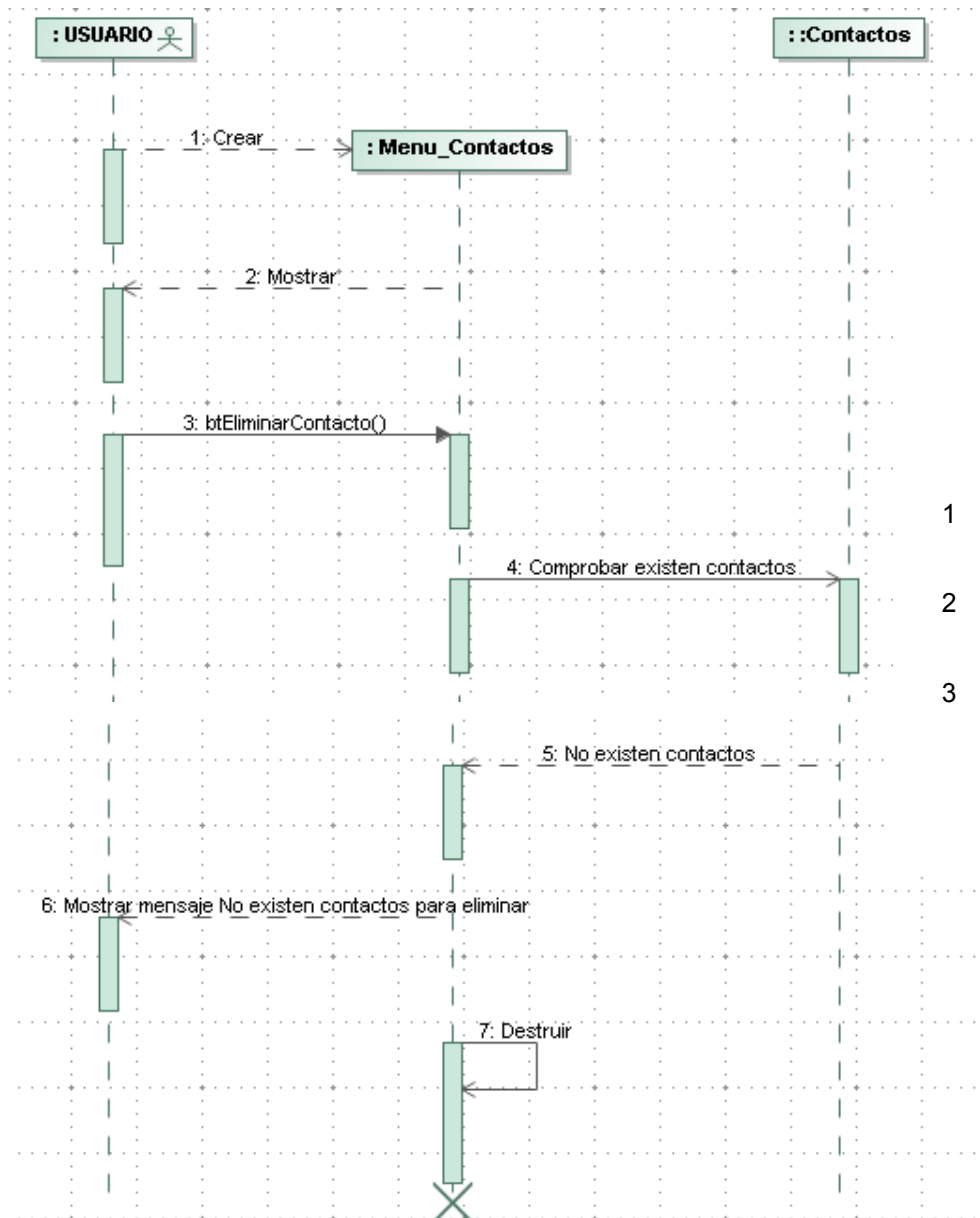 : USUARIO
: :Contactos
1: Crear
: Menu_Contactos
2: Mostrar
3: btEliminarContacto()
1
4: Comprobar existen contactos
2
3
5: No existen contactos
6: Mostrar mensaje No existen contactos para eliminar
7: Destruir